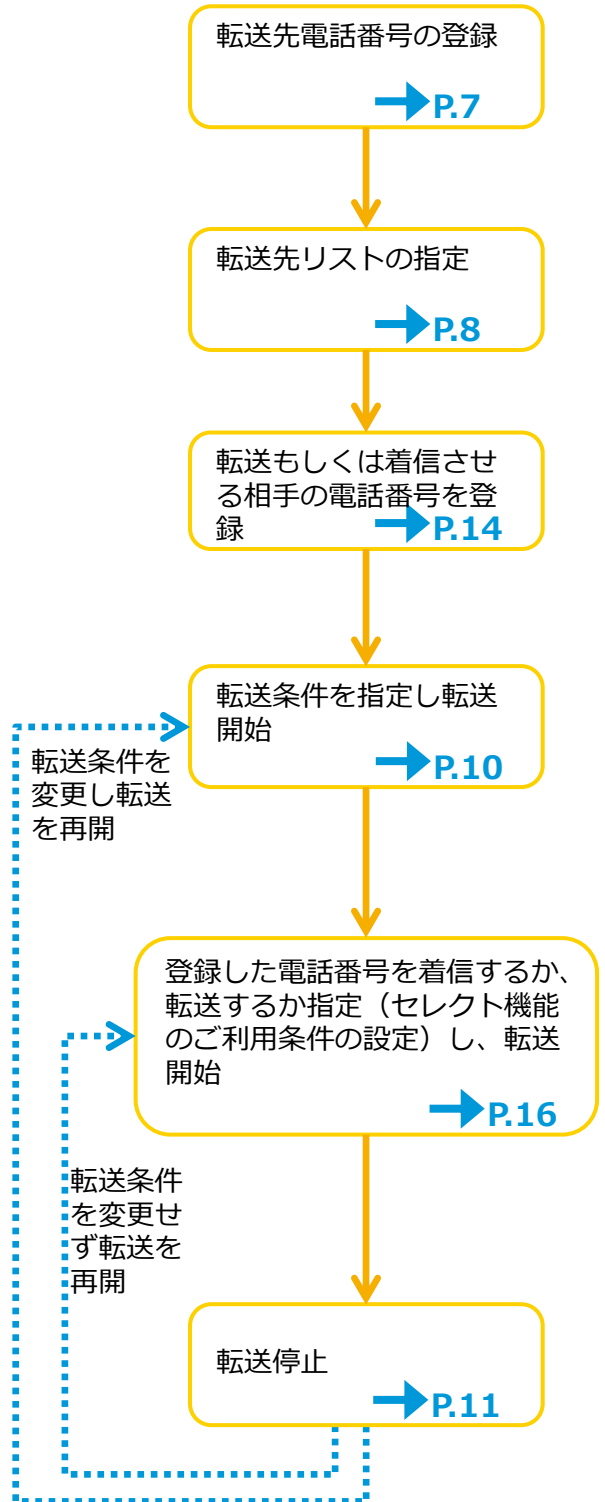 転送先電話番号の登録
P.7
転送先リストの指定
P.8
転送もしくは着信させ
る相手の電話番号を登
録
P.14
転送条件を指定し転送
開始
P.10
転送条件を
変更し転送
を再開
登録した電話番号を着信するか、
転送するか指定（セレクト機能
のご利用条件の設定）し、転送
開始
P.16
転送条件
を変更せ
ず転送を
再開
転送停止
P.11